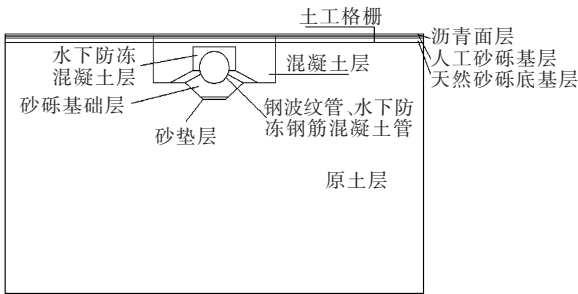 土工格栅
沥青面层
人工砂砾基层
天然砂砾底基层
水下防冻
混凝土层
混凝土层
砂砾基础层
钢波纹管、水下防
冻钢筋混凝土管
砂垫层
原土层